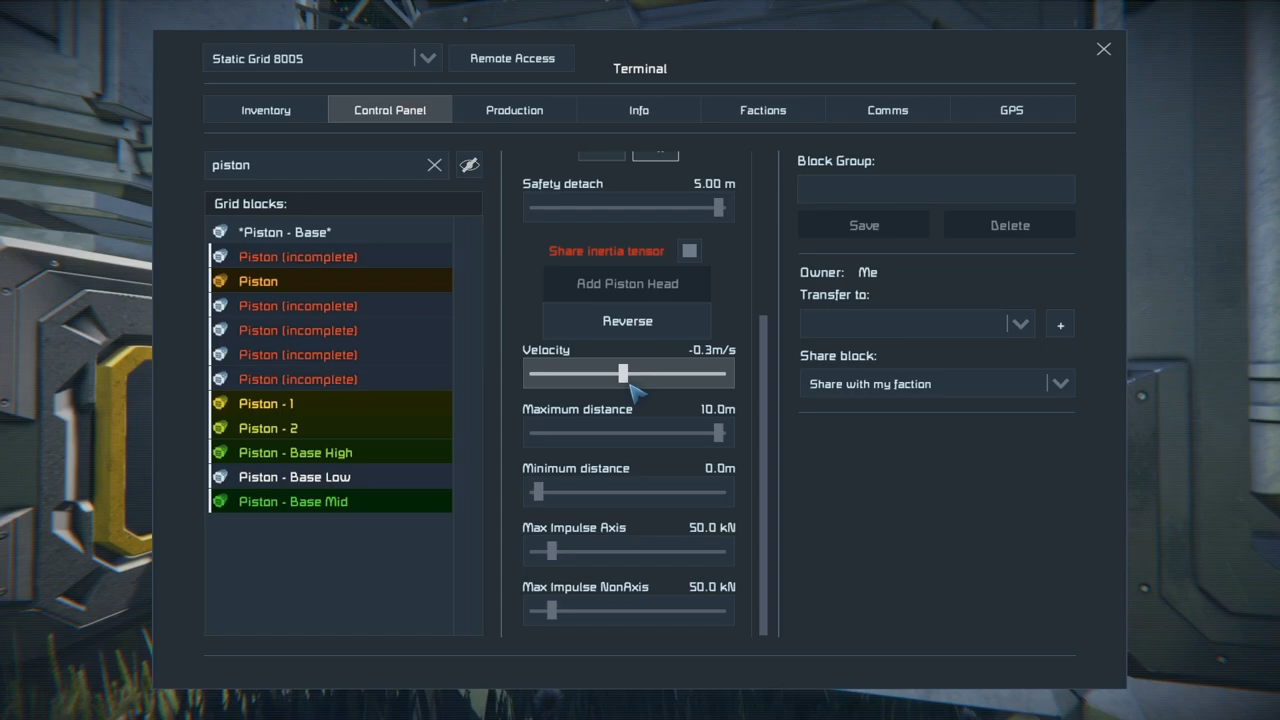 Static Grid 8005
Remote Access
Terminal
Inventory
Control Panel
Production
Info
Factions
Comms
GPS
piston
Grid blocks:
*Piston - Base*
Piston (incomplete)
Piston
Piston (incomplete)
Piston (incomplete)
Piston (incomplete)
Piston (incomplete)
Piston - 1
Piston - 2
Piston - Base High
Piston - Base Low
Piston - Base Mid
Safety detach 5.00 m
Share inertia tensor
Add Piston Head
Reverse
Velocity -0.3m/s
Maximum distance 10.0m
Minimum distance 0.0m
Max Impulse Axis 50.0 kN
Max Impulse NonAxis 50.0 kN
Block Group:
Save
Delete
Owner: Me
Transfer to:
+
Share block:
Share with my faction